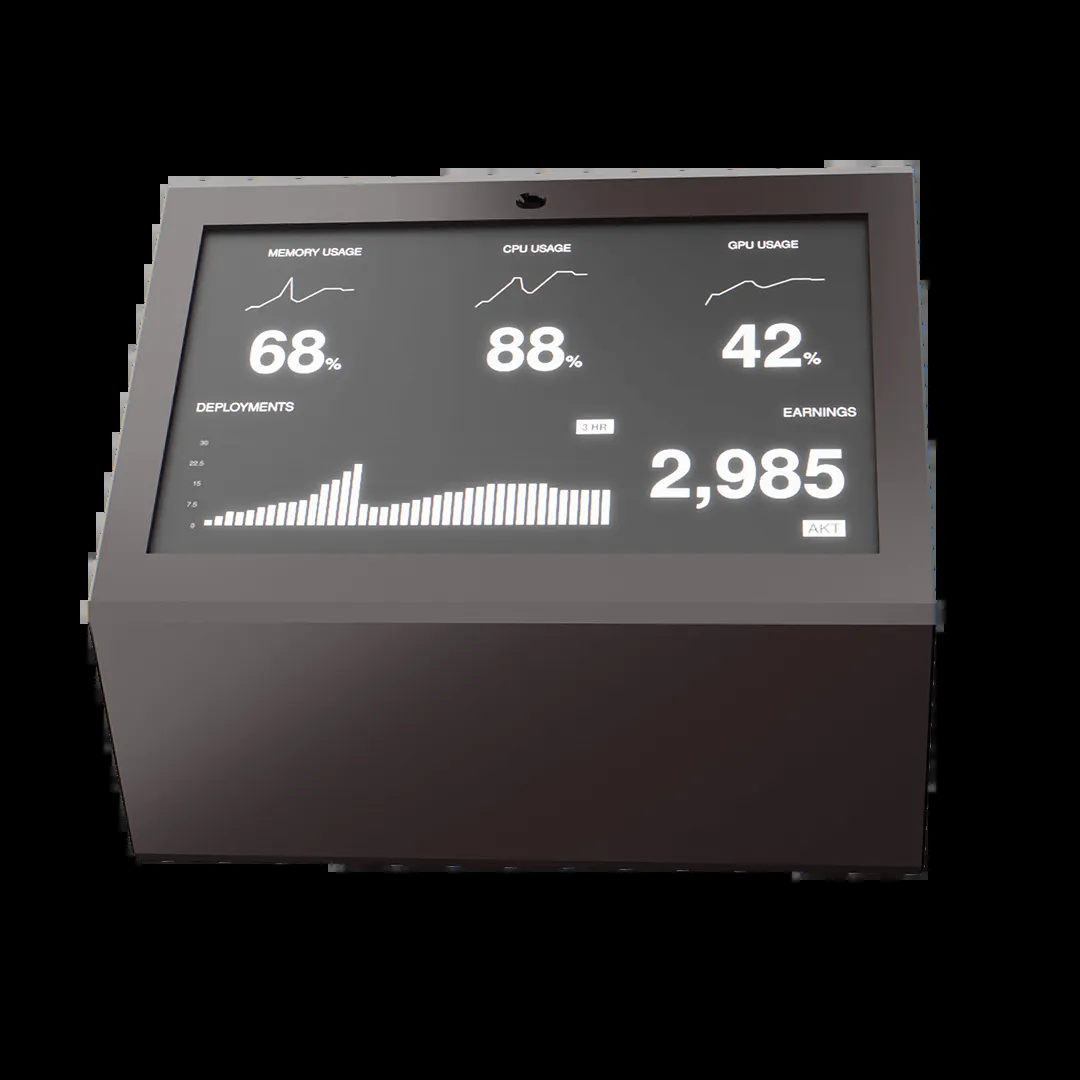 MEMORY USAGE
CPU USAGE
GPU USAGE
68%
88%
42%
DEPLOYMENTS
EARNINGS
3 HR
30
22.5
15
7.5
0
2,985
AKT